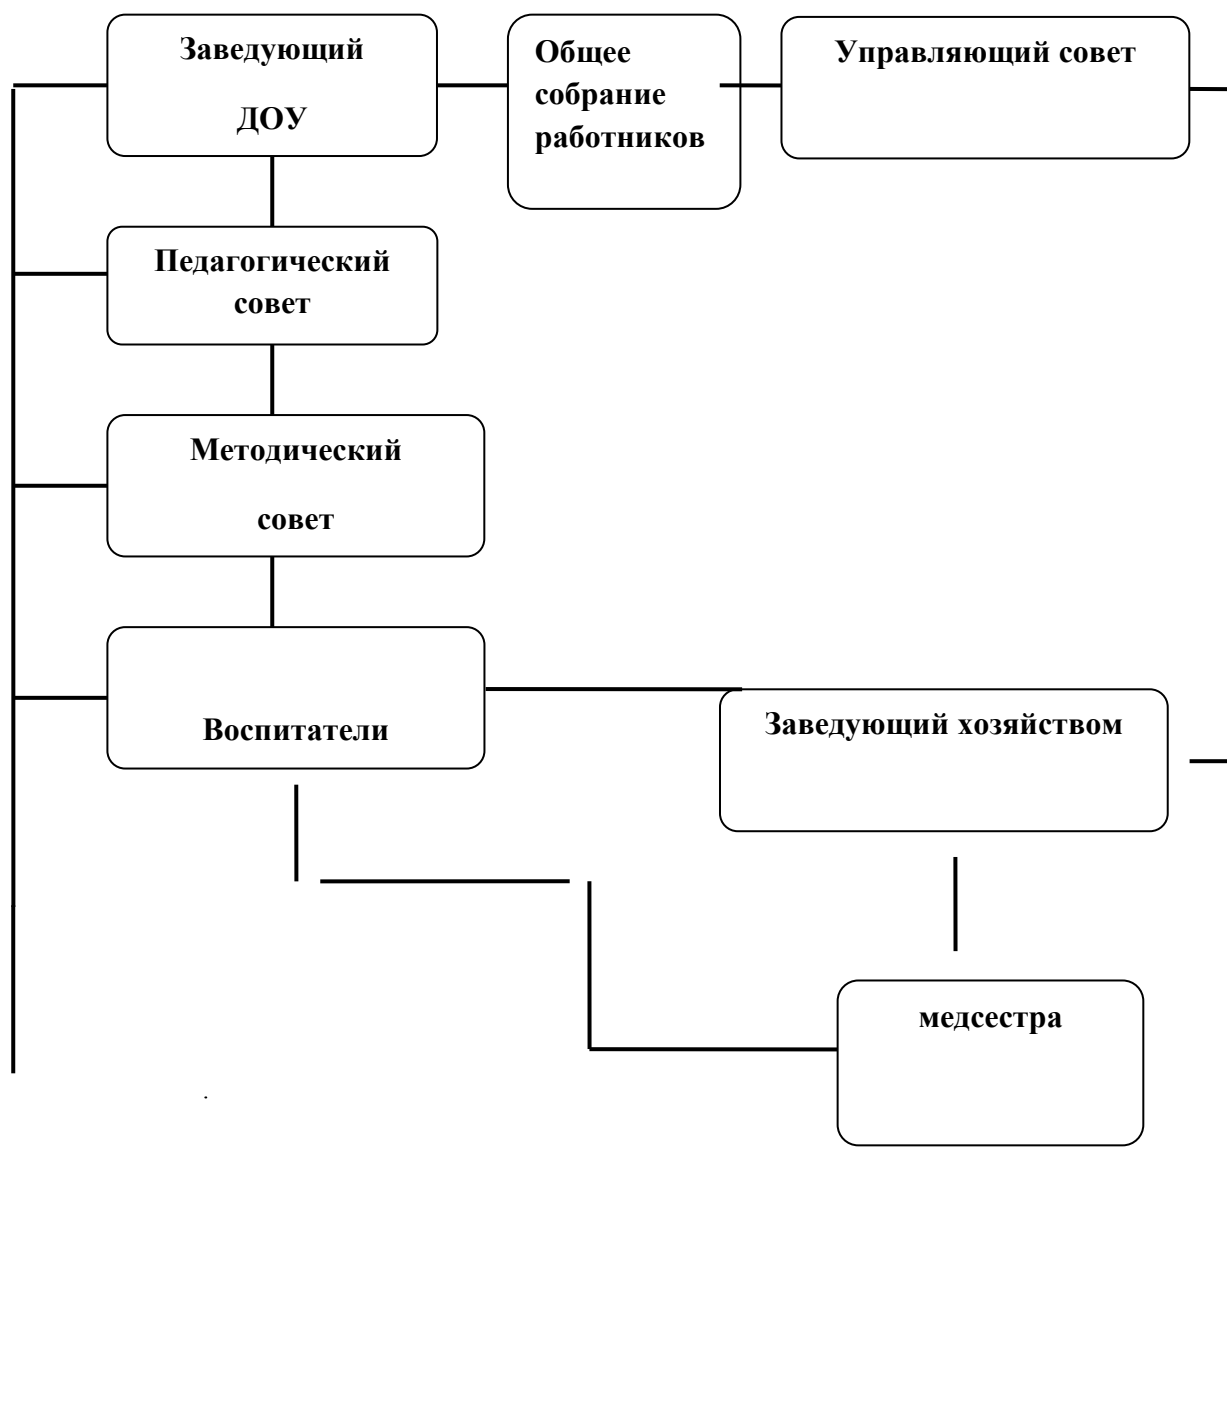 Заведующий
ДОУ
Общее
собрание
работников
Управляющий совет
Педагогический
совет
Методический
совет
Воспитатели
Заведующий хозяйством
медсестра
.